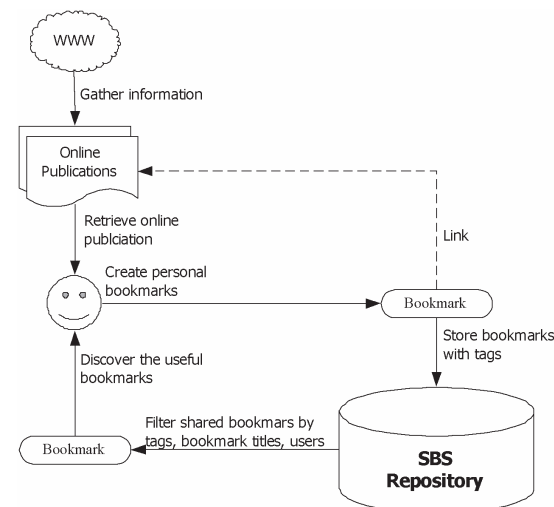 WWW
Gather information
Online
Publications
Retrieve online
publciation
Link
Create personal
bookmarks
Bookmark
Store bookmarks
with tags
Discover the useful
bookmarks
Filter shared bookmars by
tags, bookmark titles, users
Bookmark
SBS
Repository